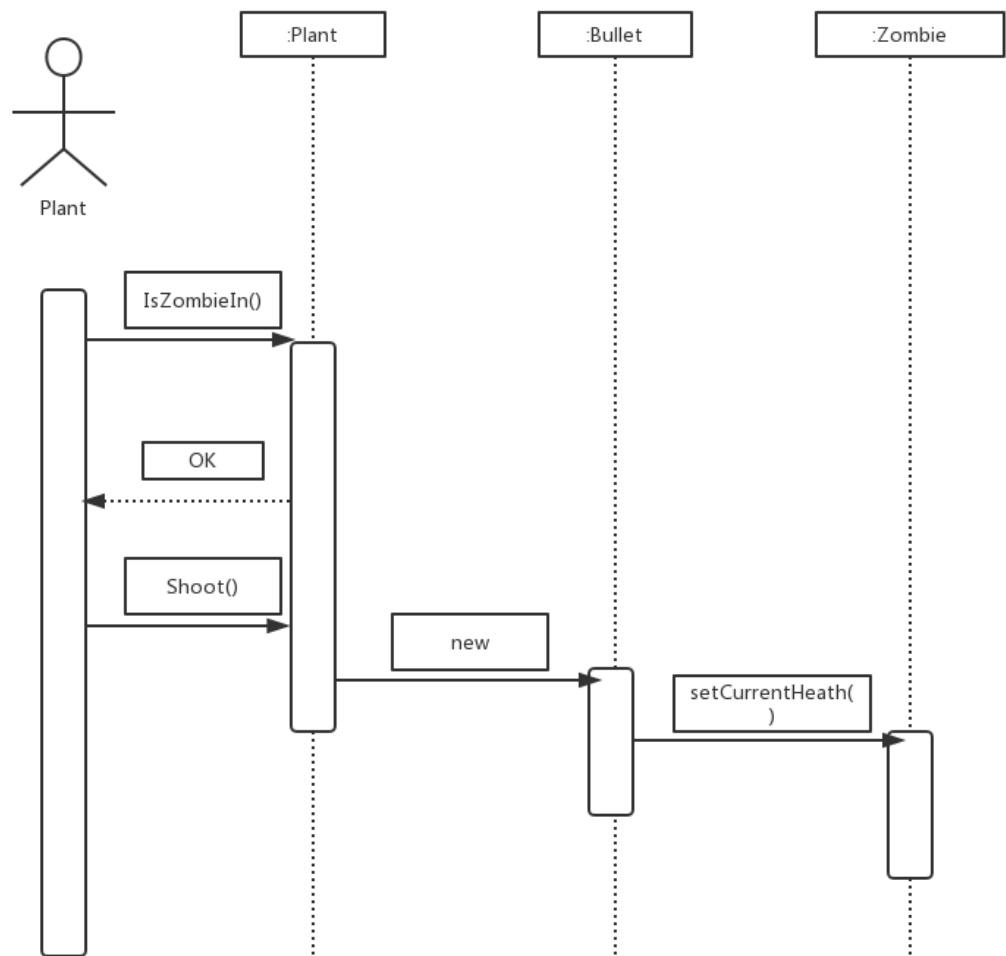 :Plant
:Bullet
:Zombie
Plant
IsZombieIn()
OK
Shoot()
new
setCurrentHeath(
)